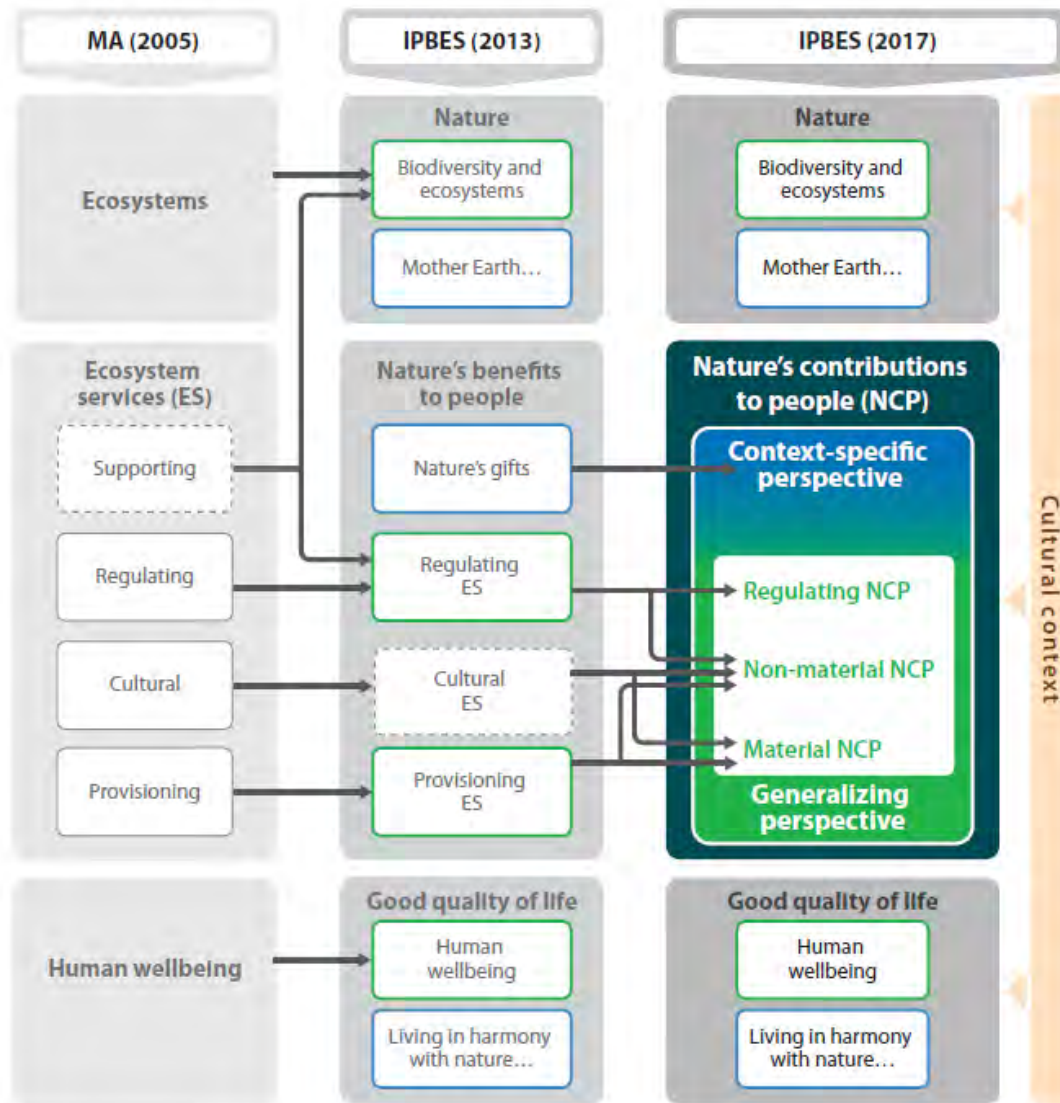 MA (2005)
Ecosystems
Ecosystem
services (ES)
Supporting
Regulating
Cultural
Provisioning
Human wellbeing
IPBES (2013)
Nature
Biodiversity and
ecosystems
Mother Earth…
Nature’s benefits
to people
Nature’s gifts
Regulating
ES
Cultural
ES
Provisioning
ES
Good quality of life
Human
wellbeing
Living in harmony
with nature…
IPBES (2017)
Nature
Biodiversity and
ecosystems
Mother Earth…
Nature’s contributions
to people (NCP)
Context-specific
perspective
Regulating NCP
Non-material NCP
Material NCP
Generalizing
perspective
Good quality of life
Human
wellbeing
Living in harmony
with nature…
Cultural context